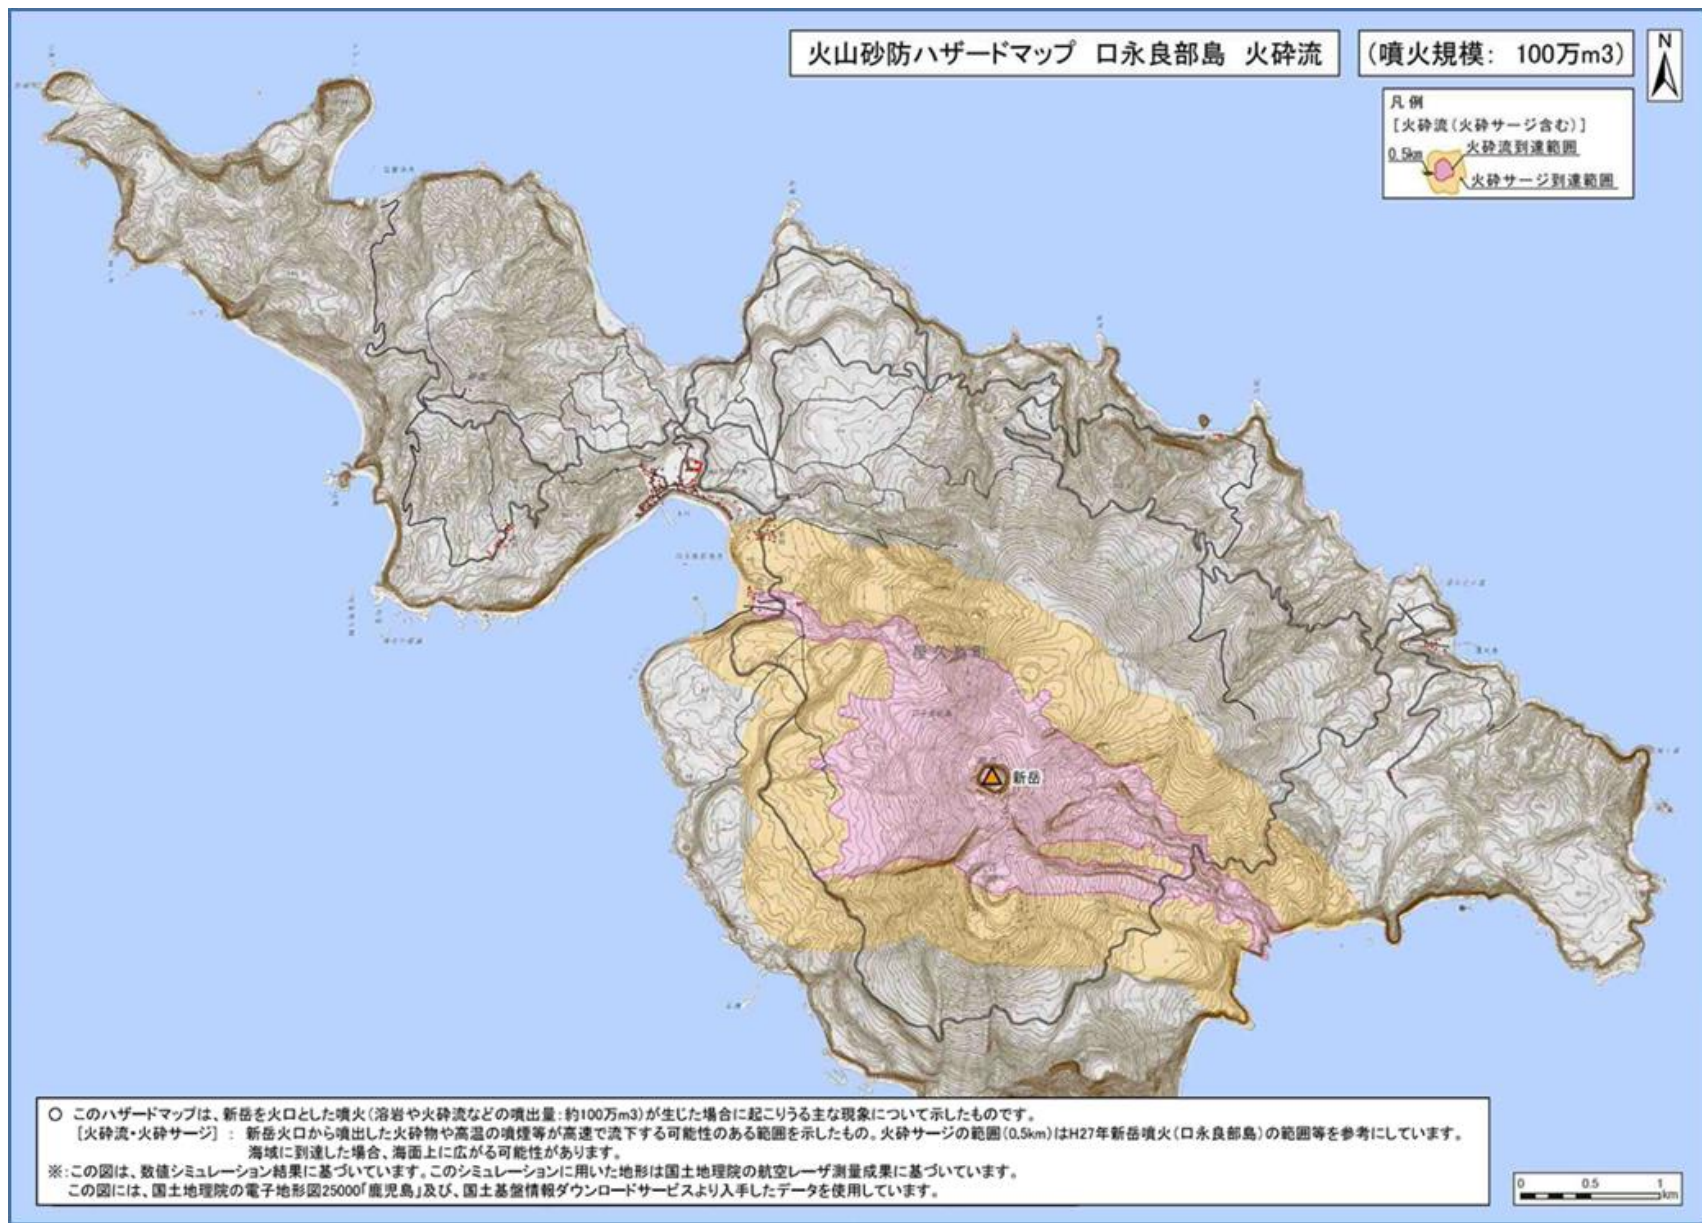 火山砂防ハザードマップ 口永良部島 火砕流
(噴火規模: 100万m3)
N
凡例
[火砕流(火砕サージ含む)]
0.5km
火砕流到達範囲
火砕サージ到達範囲
屋久島町
新岳
○ このハザードマップは、新岳を火口とした噴火(溶岩や火砕流などの噴出量:約100万m3)が生じた場合に起こりうる主な現象について示したものです。
[火砕流・火砕サージ] : 新岳火口から噴出した火砕物や高温の噴煙等が高速で流下する可能性のある範囲を示したもの。火砕サージの範囲(0.5km)はH27年新岳噴火(口永良部島)の範囲等を参考にしています。
海域に到達した場合、海面上に広がる可能性があります。
※:この図は、数値シミュレーション結果に基づいています。このシミュレーションに用いた地形は国土地理院の航空レーザ測量成果に基づいています。
この図には、国土地理院の電子地形図25000「鹿児島」及び、国土基盤情報ダウンロードサービスより入手したデータを使用しています。
0 0.5 1
km